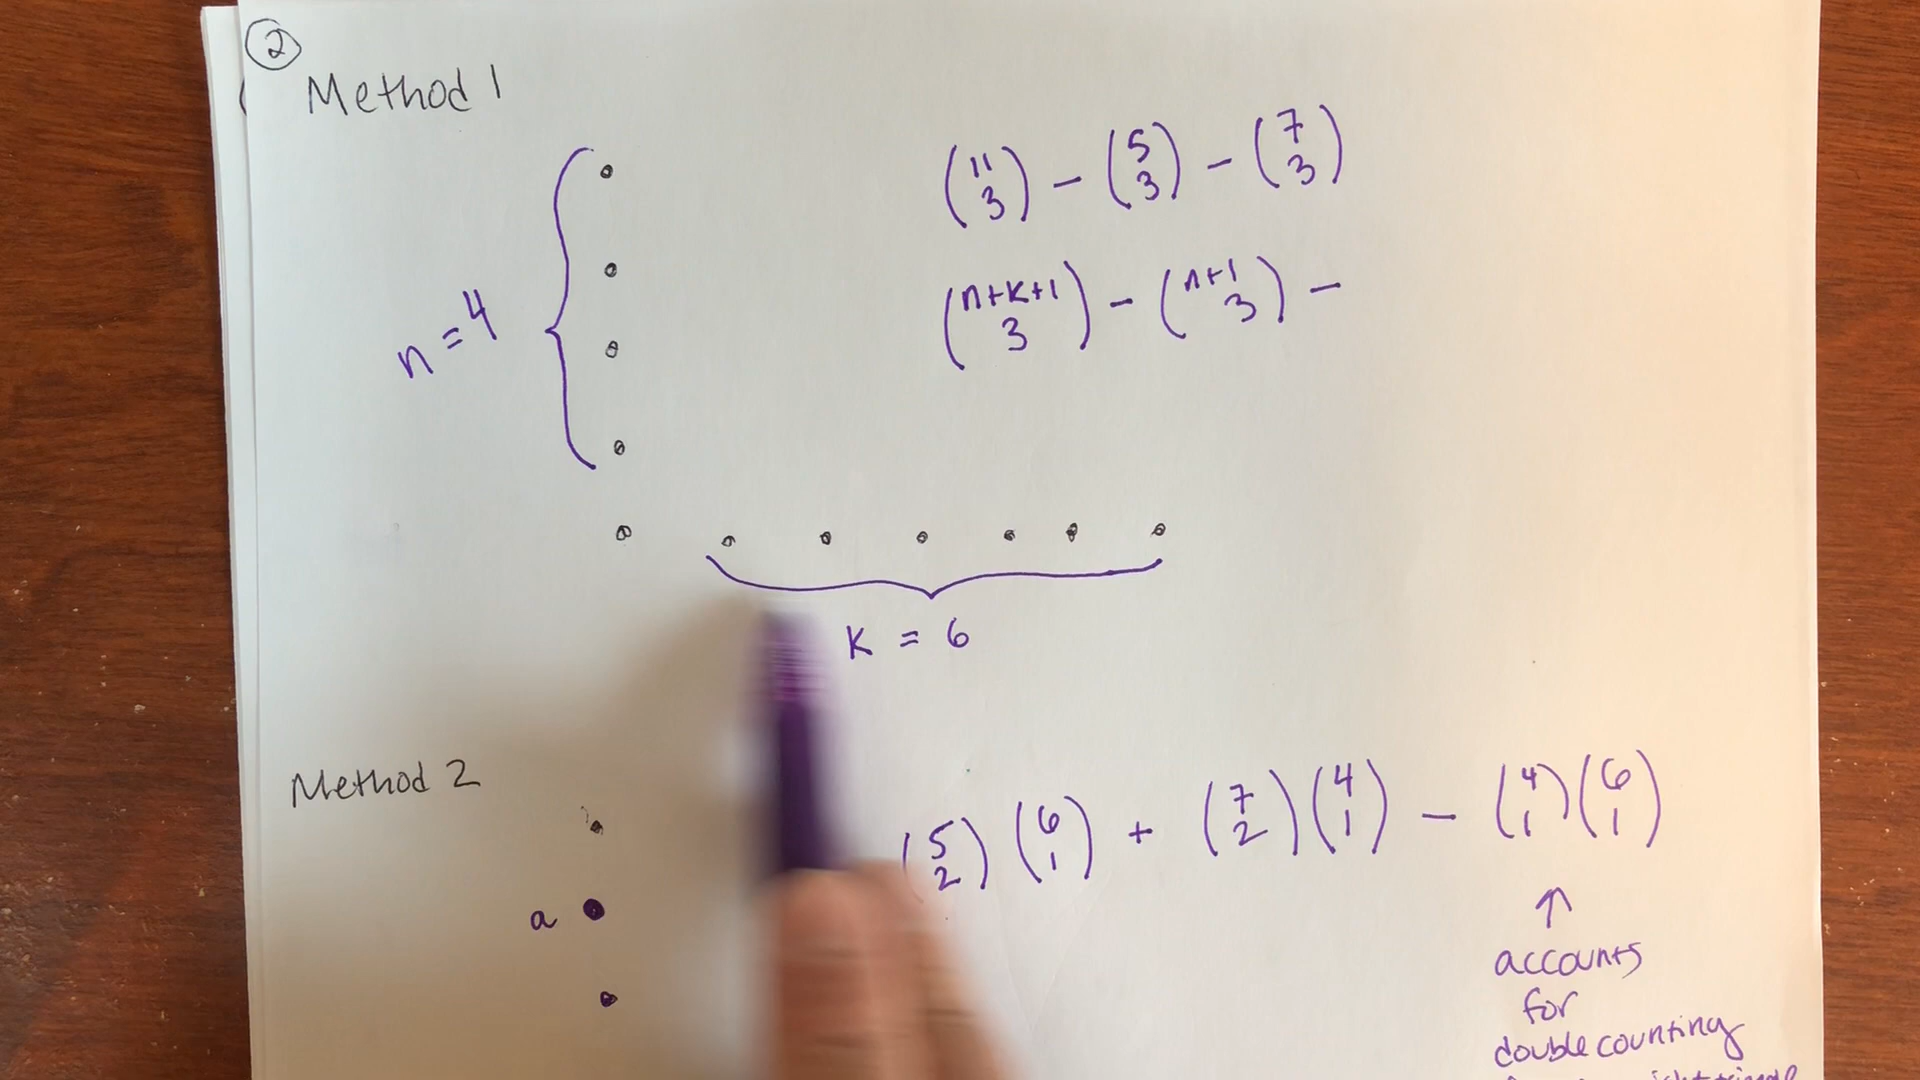 ②
Method 1
(11 3) - (5 3) - (7 3)
(n+k+1 3) - (n+1 3) -
n = 4
K = 6
Method 2
(5 2)(6 1) + (7 2)(4 1) - (4 1)(6 1)
a
↑
accounts
for
double counting